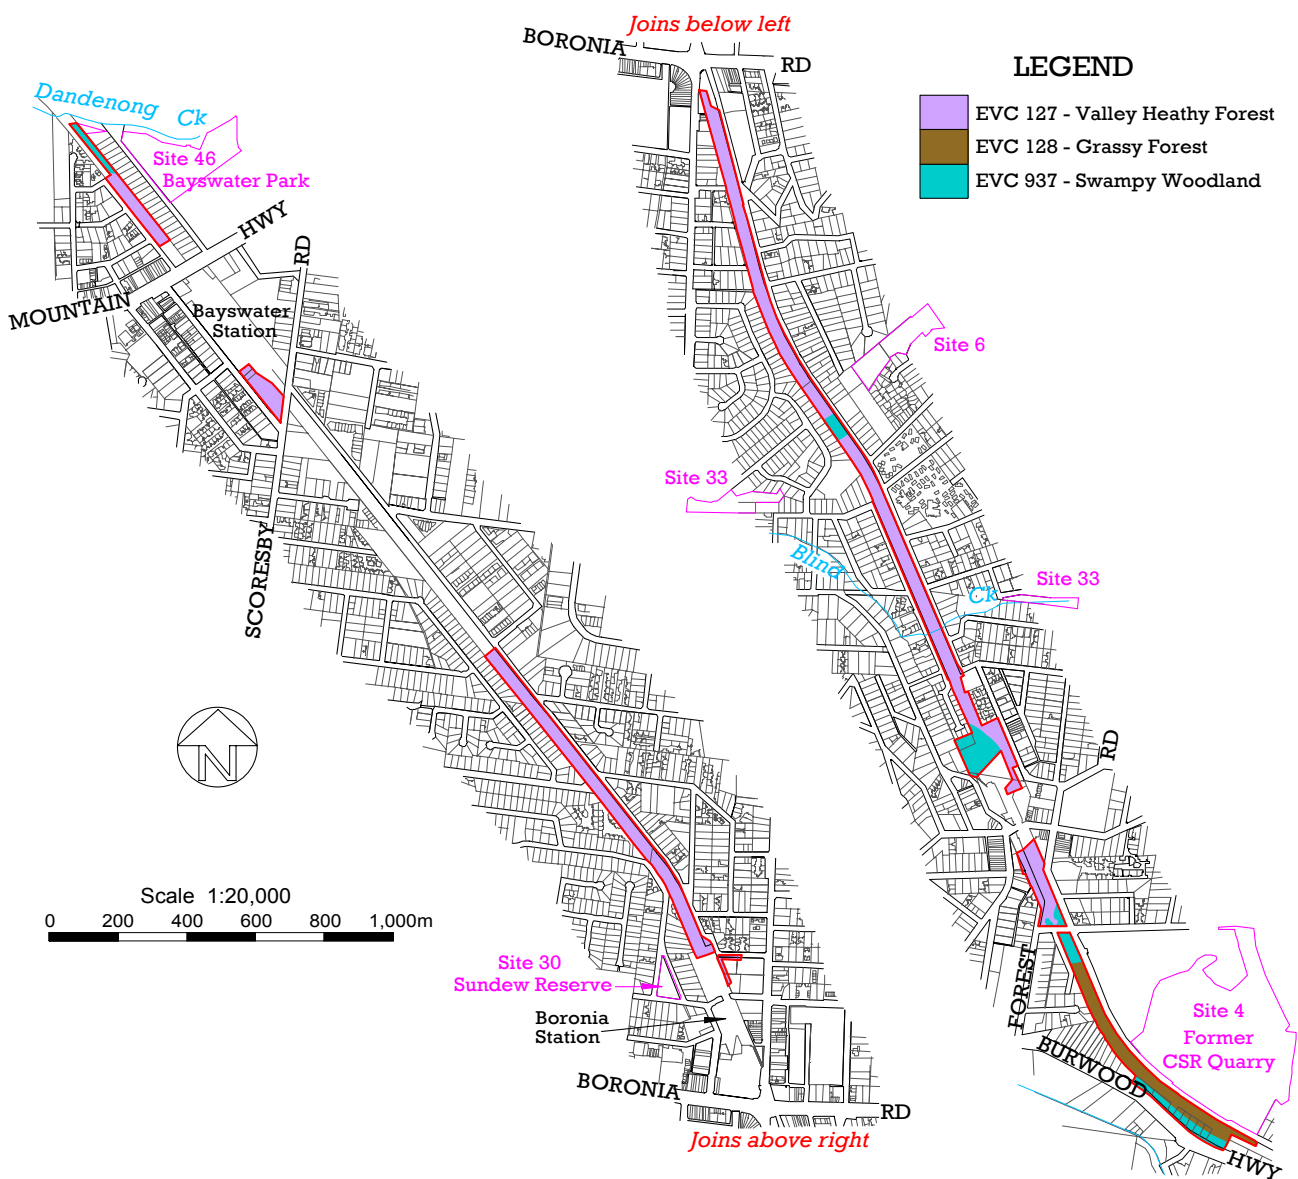 Joins below left
BORONIA
RD
LEGEND
EVC 127 - Valley Heathy Forest
EVC 128 - Grassy Forest
EVC 937 - Swampy Woodland
Dandenong Ck
Site 46
Bayswater Park
HWY
MOUNTAIN
RD
Bayswater
Station
SCORESBY
Site 6
Site 33
Blind
Ck
Site 33
N
RD
Scale 1:20,000
0 200 400 600 800 1,000m
Site 30
Sundew Reserve
Boronia
Station
BORONIA
RD
Joins above right
FOREST
Site 4
Former
CSR Quarry
BURWOOD
HWY